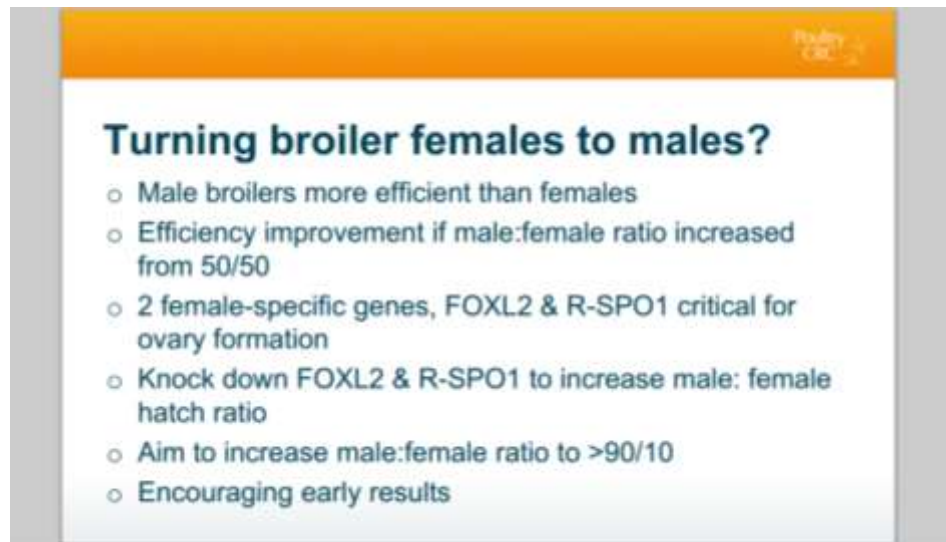 Poultry
CRC
Turning broiler females to males?
○ Male broilers more efficient than females
○ Efficiency improvement if male:female ratio increased
from 50/50
○ 2 female-specific genes, FOXL2 & R-SPO1 critical for
ovary formation
○ Knock down FOXL2 & R-SPO1 to increase male: female
hatch ratio
○ Aim to increase male:female ratio to >90/10
○ Encouraging early results